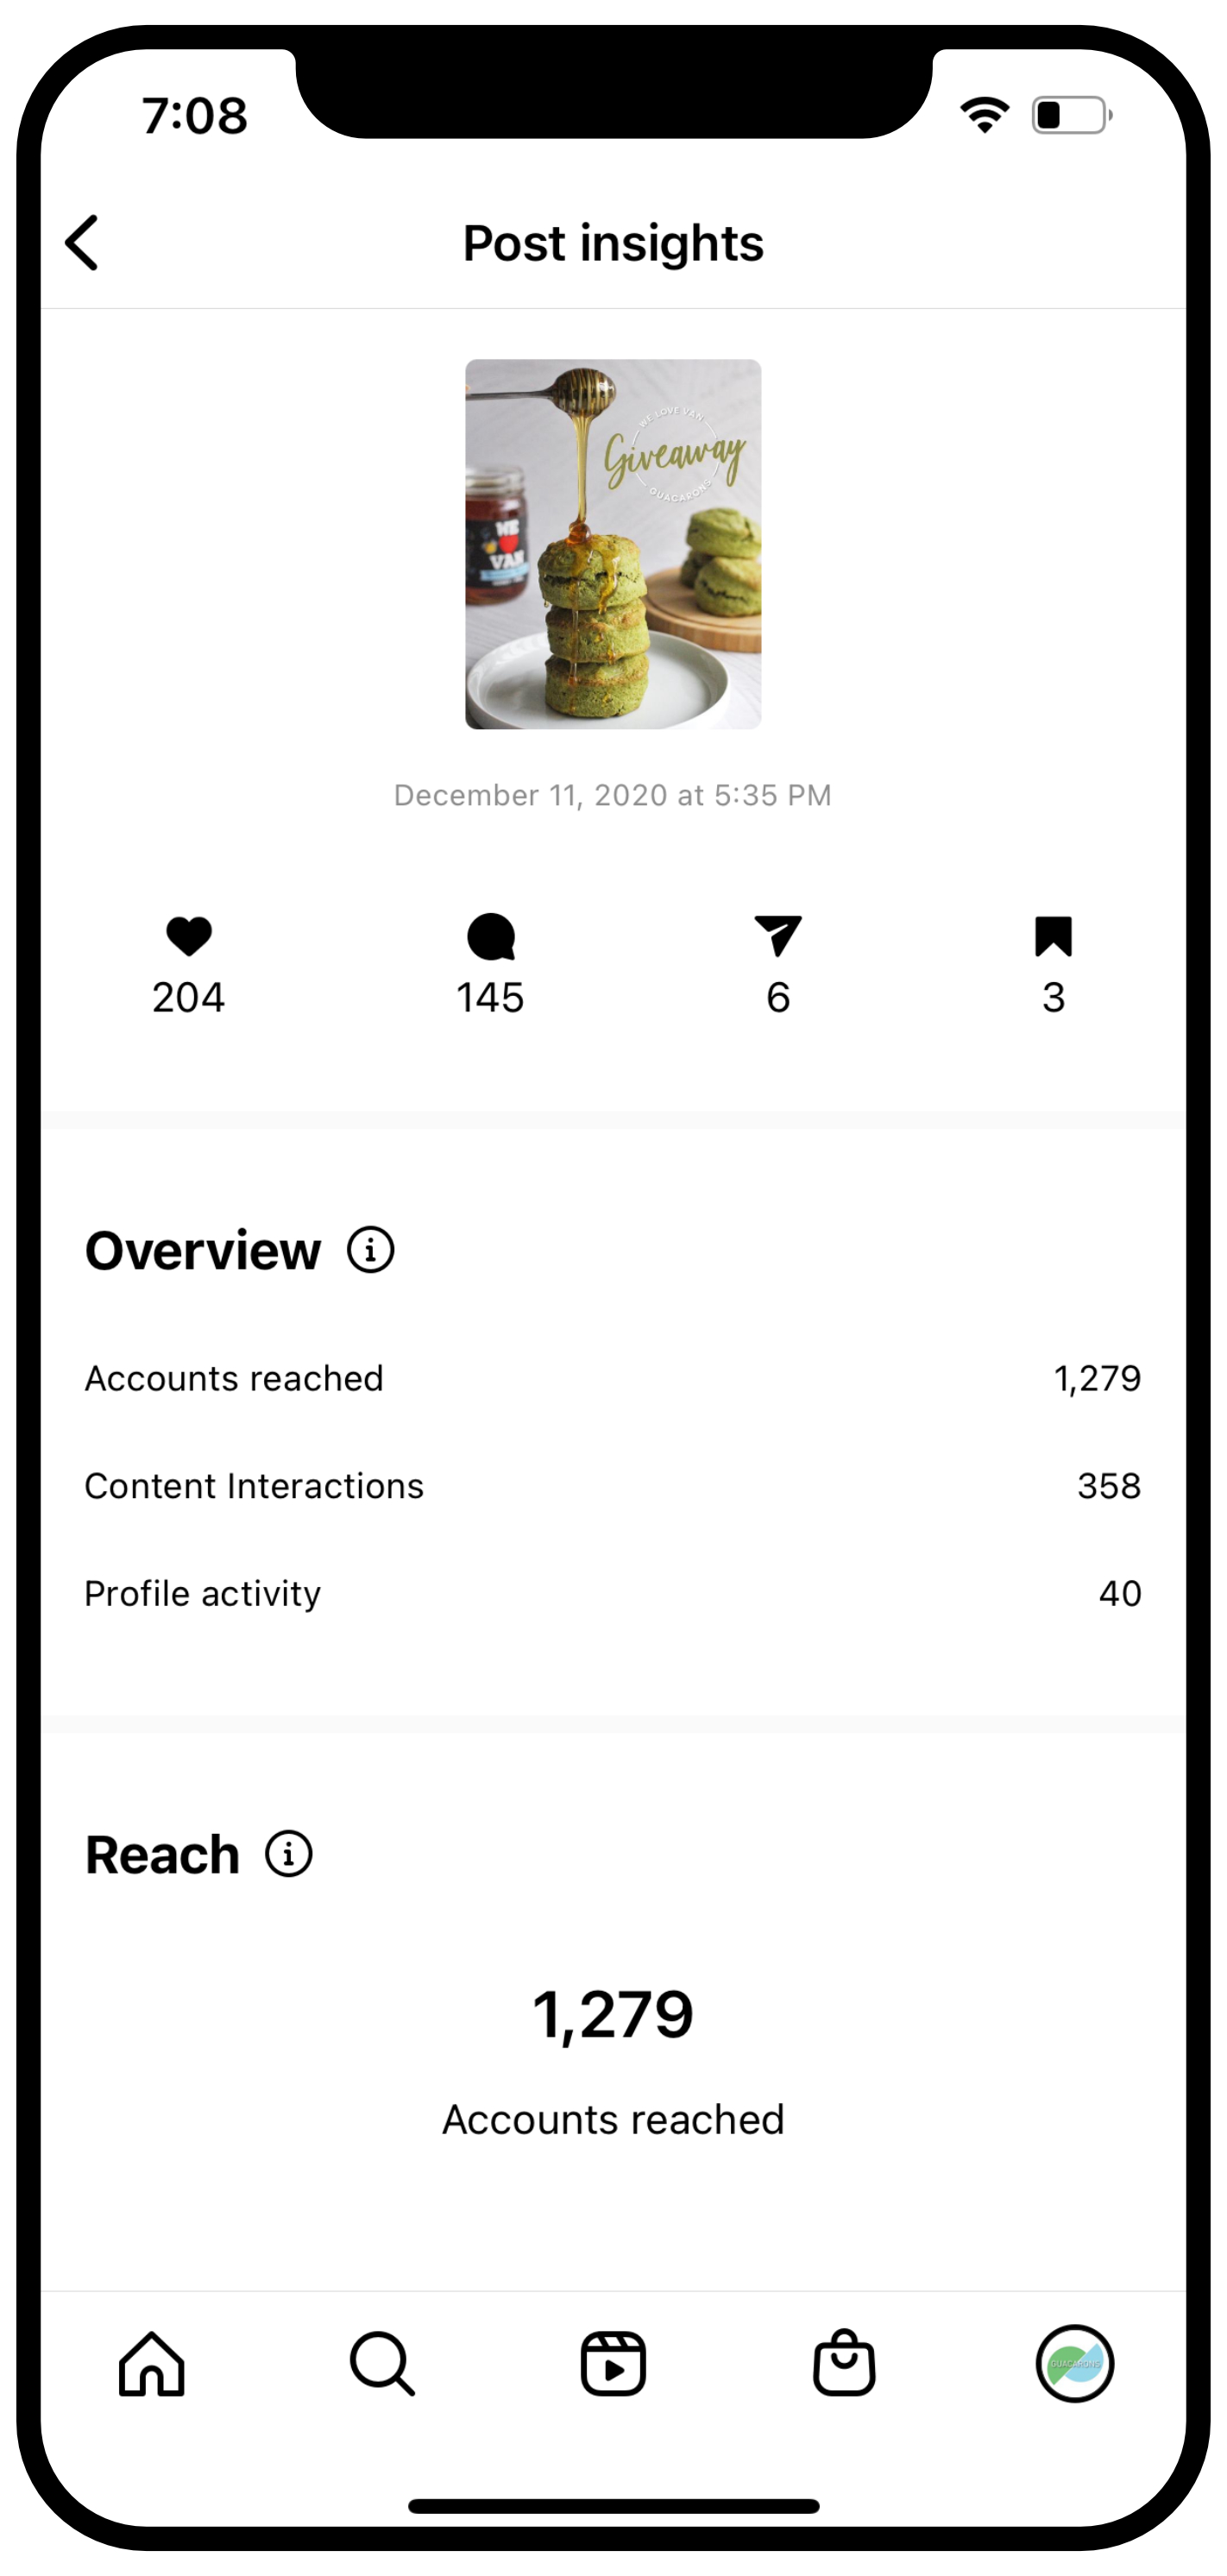 7:08
Post insights
WE LOVE VAN
Giveaway
GUACARONS
WE
VAN
December 11, 2020 at 5:35 PM
204 145 6 3
Overview
Accounts reached 1,279
Content Interactions 358
Profile activity 40
Reach
1,279
Accounts reached
GUACARONS